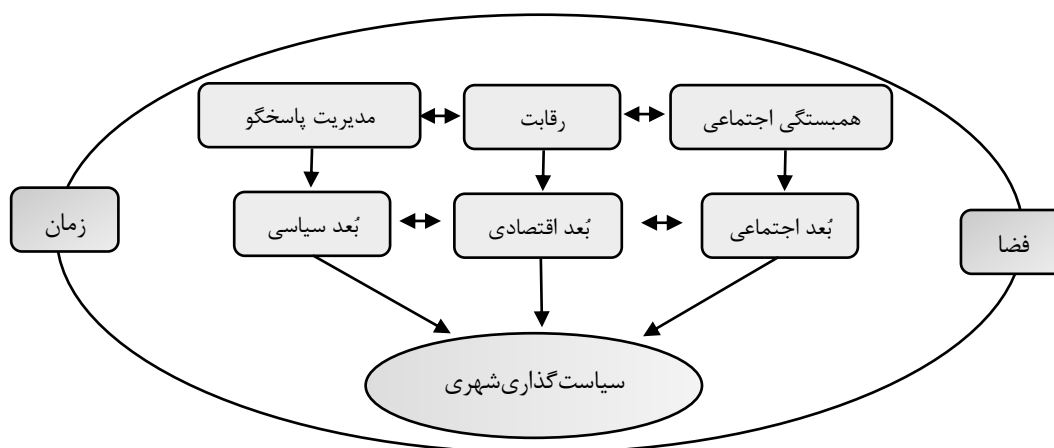 همبستگی اجتماعی
رقابت
مدیریت پاسخگو
بُعد اجتماعی
بُعد اقتصادی
بُعد سیاسی
فضا
زمان
سیاست‌گذاری‌شهری